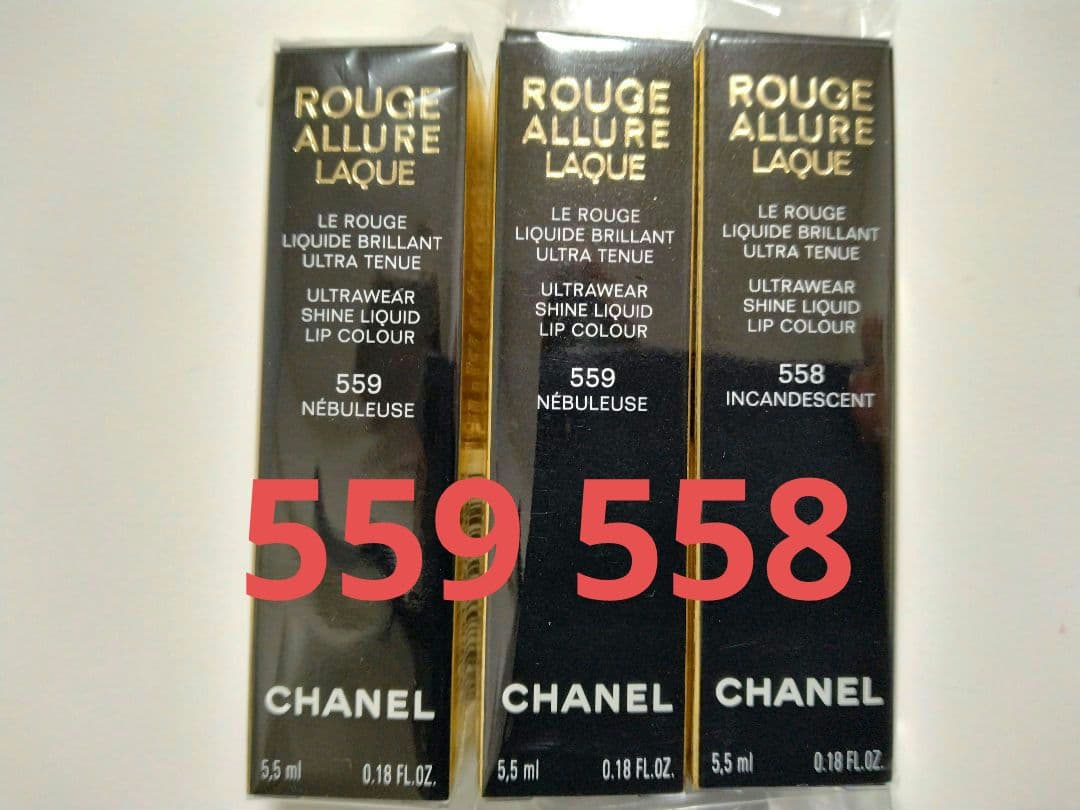 ROUGE
ALLURE
LAQUE
LE ROUGE
LIQUIDE BRILLANT
ULTRA TENUE
ULTRAWEAR
SHINE LIQUID
LIP COLOUR
559
NÉBULEUSE
CHANEL
5,5 ml 0.18 FL.OZ.
ROUGE
ALLURE
LAQUE
LE ROUGE
LIQUIDE BRILLANT
ULTRA TENUE
ULTRAWEAR
SHINE LIQUID
LIP COLOUR
559
NÉBULEUSE
CHANEL
5,5 ml 0.18 FL.OZ.
ROUGE
ALLURE
LAQUE
LE ROUGE
LIQUIDE BRILLANT
ULTRA TENUE
ULTRAWEAR
SHINE LIQUID
LIP COLOUR
558
INCANDESCENT
CHANEL
5,5 ml 0.18 FL.OZ.
559 558